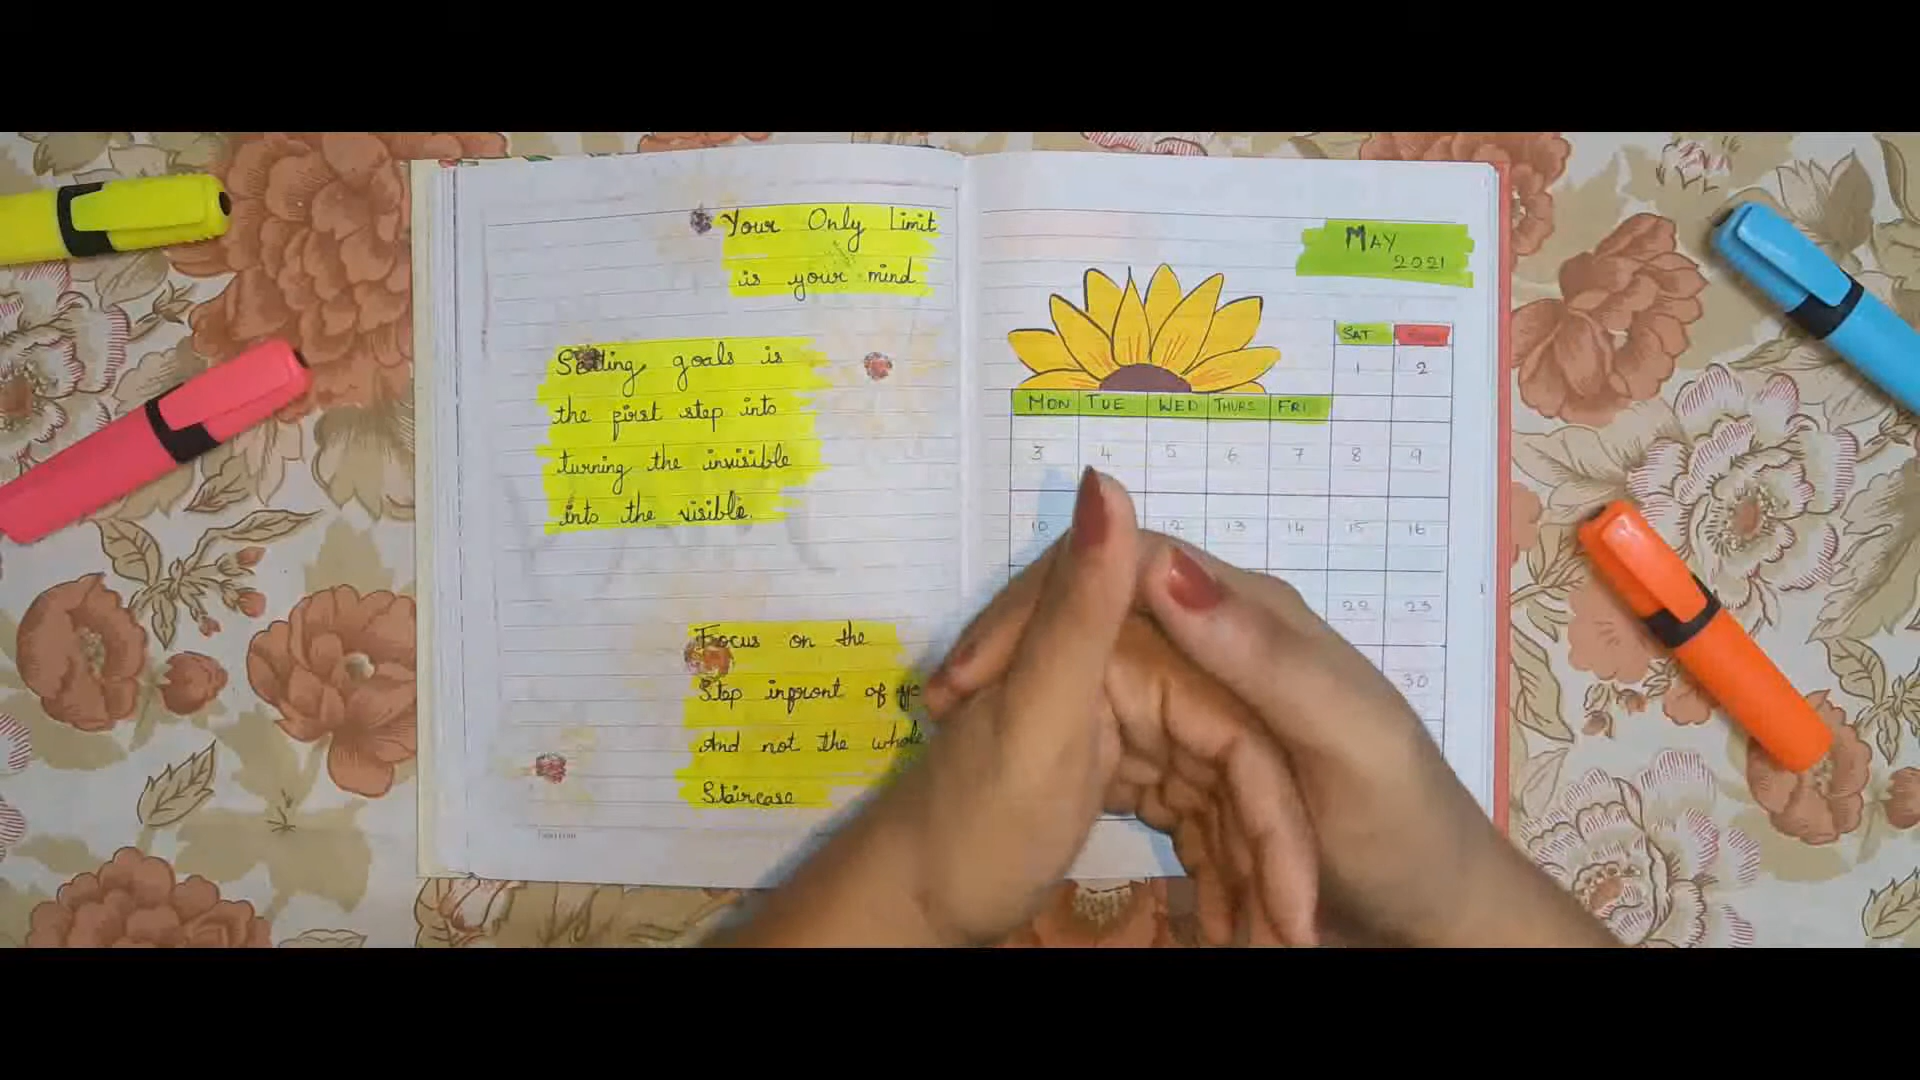 Your Only Limit
is your mind
Setting goals is
the first step into
turning the invisible
into the visible.
Focus on the
Step infront of
And not the whole
Staircase
MAY
2021
SAT
1 2
MON TUE WED THURS FRI
3 4 5 6 7 8 9
10 12 13 14 15 16
22 23
30